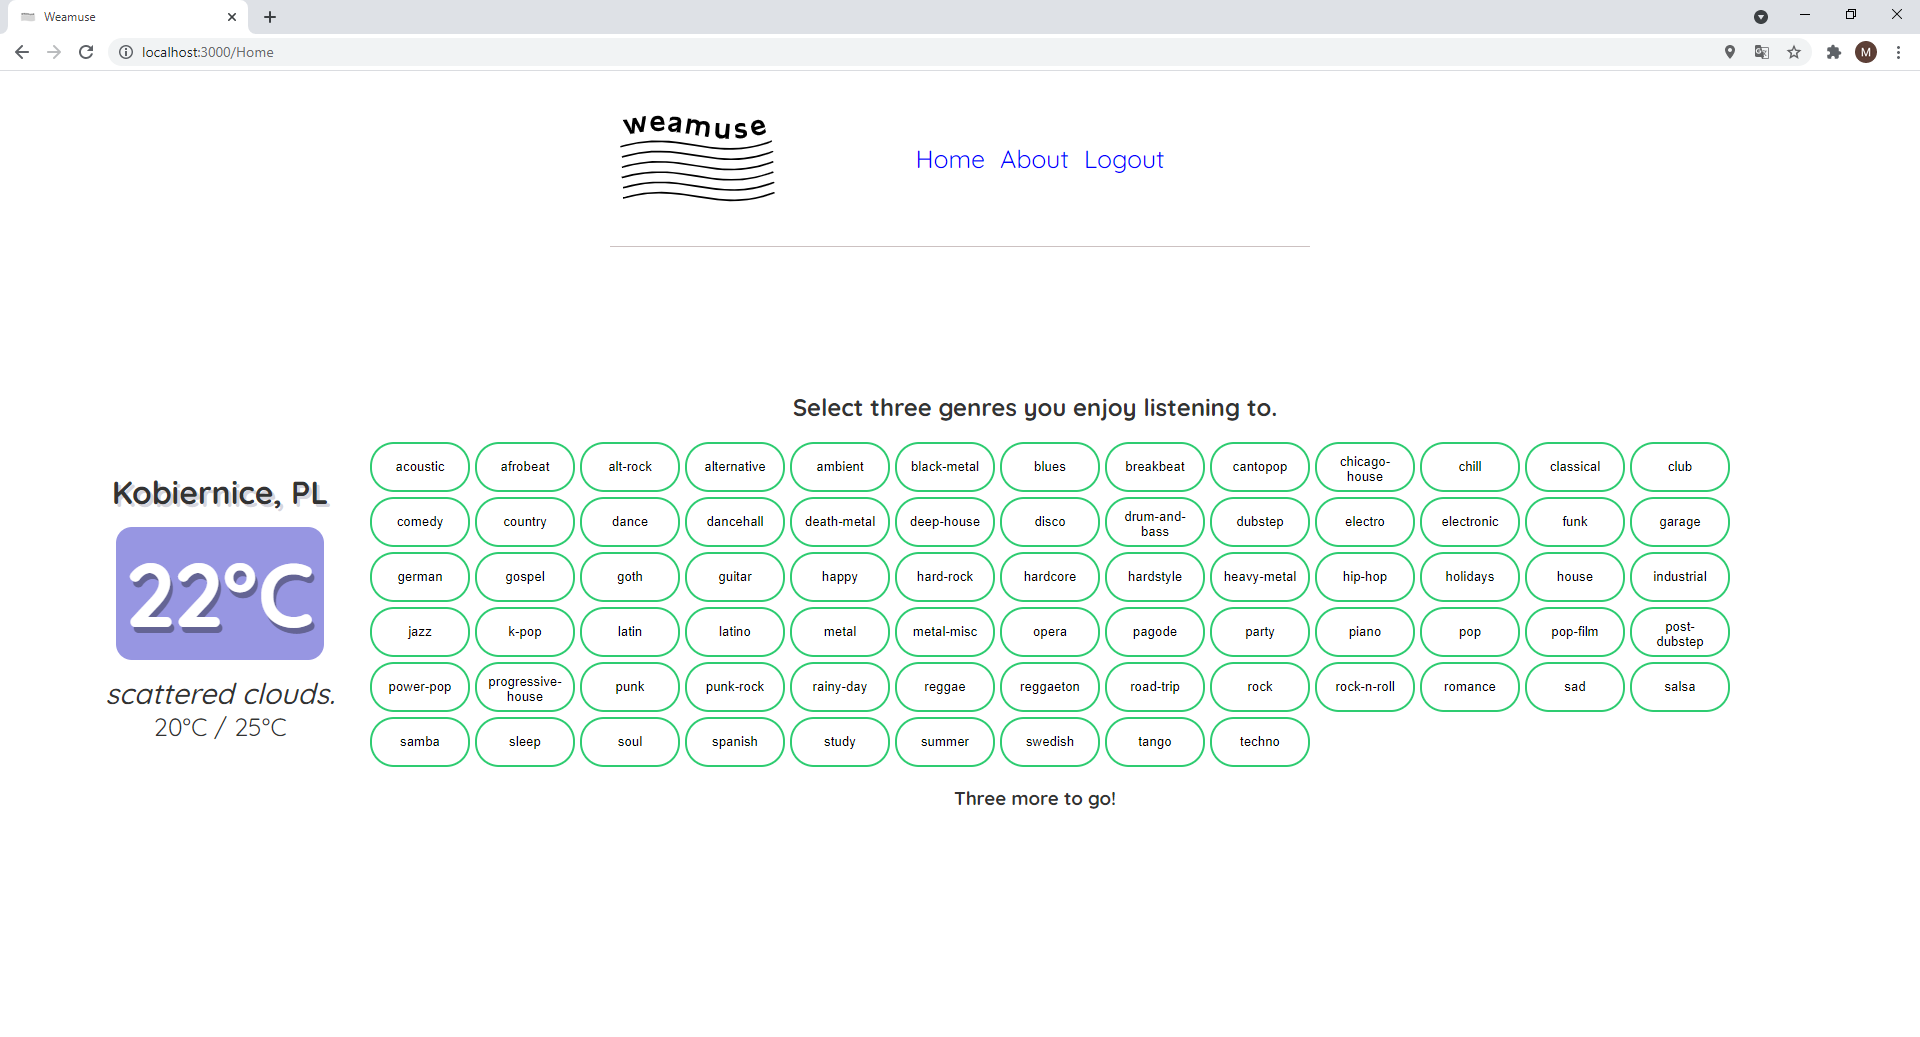 Weamuse
localhost:3000/Home
M
weamuse
Home About Logout
Select three genres you enjoy listening to.
Kobiernice, PL
22°C
scattered clouds.
20°C / 25°C
acoustic afrobeat alt-rock alternative ambient black-metal blues breakbeat cantopop chicago-house chill classical club
comedy country dance dancehall death-metal deep-house disco drum-and-bass dubstep electro electronic funk garage
german gospel goth guitar happy hard-rock hardcore hardstyle heavy-metal hip-hop holidays house industrial
jazz k-pop latin latino metal metal-misc opera pagode party piano pop pop-film post-dubstep
power-pop progressive-house punk punk-rock rainy-day reggae reggaeton road-trip rock rock-n-roll romance sad salsa
samba sleep soul spanish study summer swedish tango techno
Three more to go!